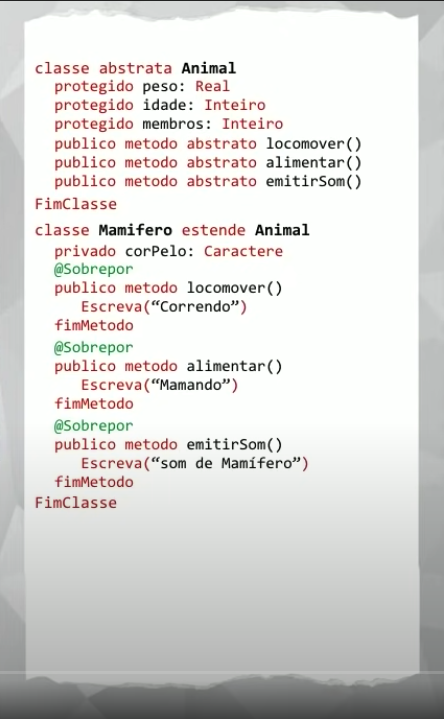 classe abstrata Animal
protegido peso: Real
protegido idade: Inteiro
protegido membros: Inteiro
publico metodo abstrato locomover()
publico metodo abstrato alimentar()
publico metodo abstrato emitirSom()
FimClasse
classe Mamifero estende Animal
privado corPelo: Caractere
@Sobrepor
publico metodo locomover()
Escreva(“Correndo”)
fimMetodo
@Sobrepor
publico metodo alimentar()
Escreva(“Mamando”)
fimMetodo
@Sobrepor
publico metodo emitirSom()
Escreva(“som de Mamífero”)
fimMetodo
FimClasse